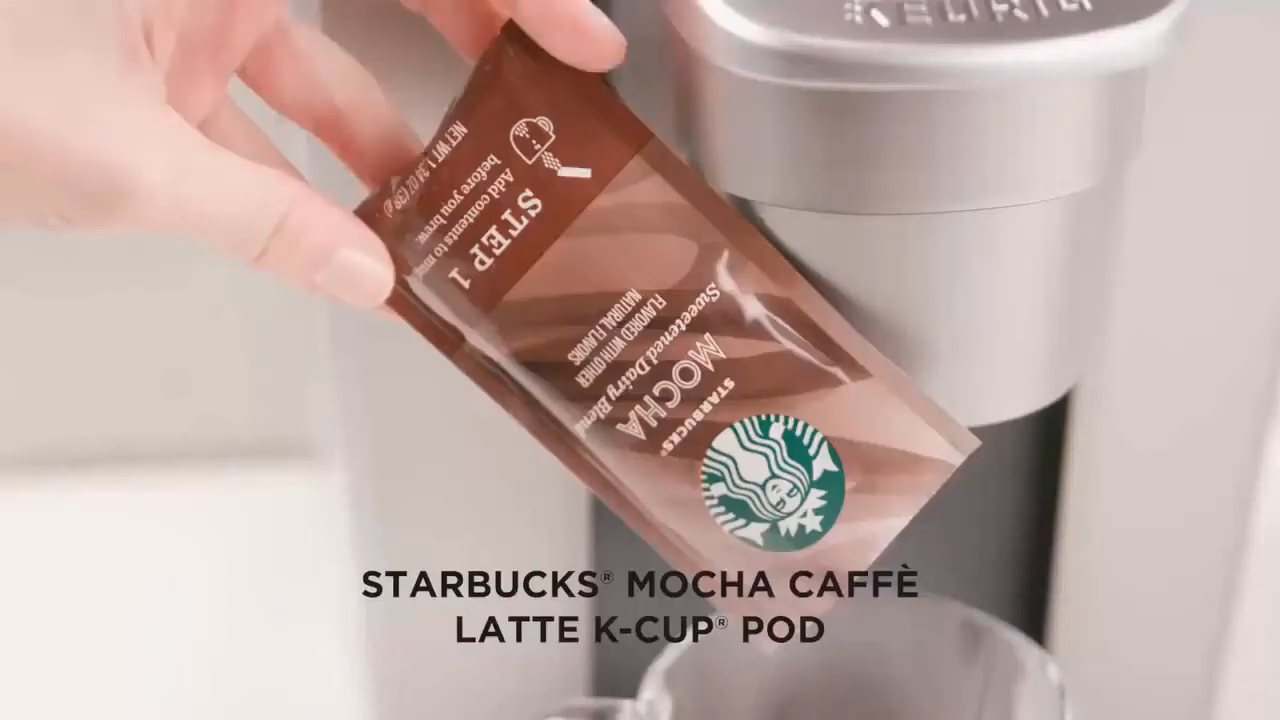 KEURIG
STEP 1
Add contents to mug
before you brew.
NET WT 1.34 OZ (38 g)
STARBUCKS®
MOCHA
Sweetened Dairy Blend
FLAVORED WITH OTHER
NATURAL FLAVORS
STARBUCKS® MOCHA CAFFÈ
LATTE K-CUP® POD